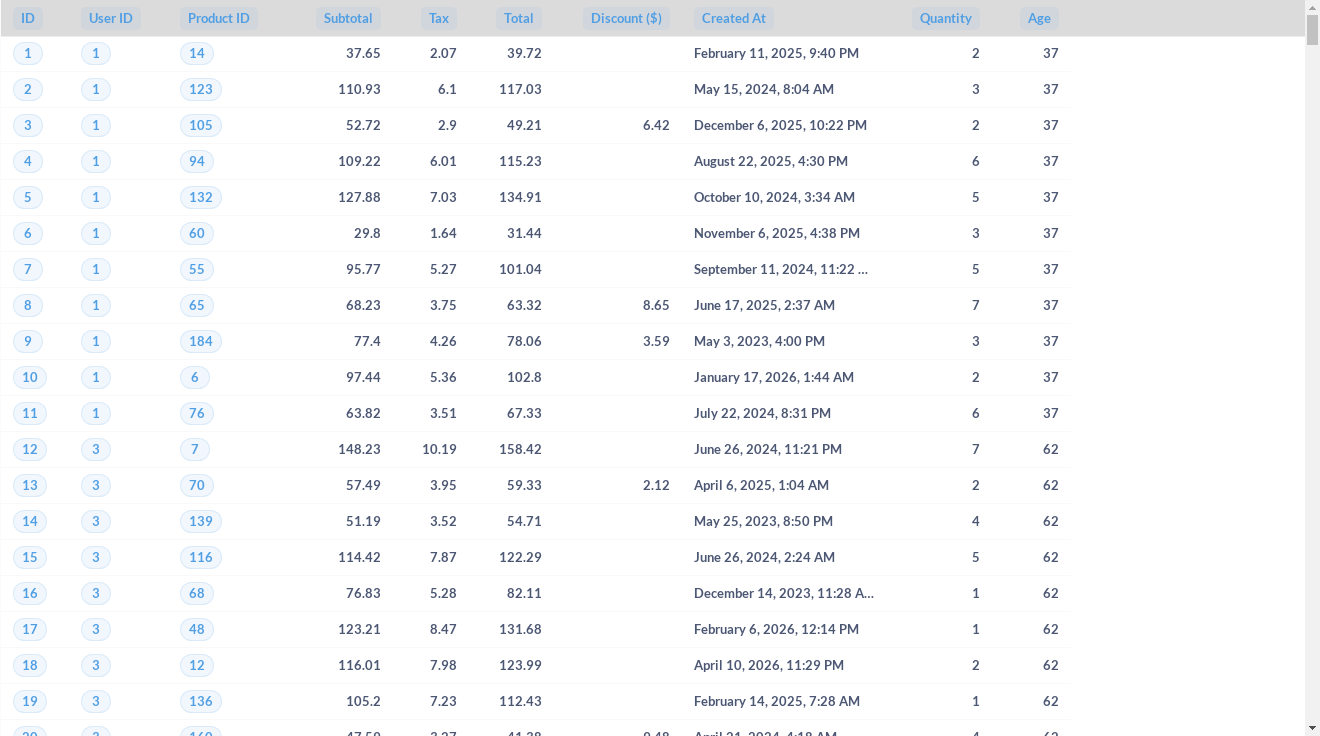 ID User ID Product ID Subtotal Tax Total Discount ($) Created At Quantity Age
1 1 14 37.65 2.07 39.72 February 11, 2025, 9:40 PM 2 37
2 1 123 110.93 6.1 117.03 May 15, 2024, 8:04 AM 3 37
3 1 105 52.72 2.9 49.21 6.42 December 6, 2025, 10:22 PM 2 37
4 1 94 109.22 6.01 115.23 August 22, 2025, 4:30 PM 6 37
5 1 132 127.88 7.03 134.91 October 10, 2024, 3:34 AM 5 37
6 1 60 29.8 1.64 31.44 November 6, 2025, 4:38 PM 3 37
7 1 55 95.77 5.27 101.04 September 11, 2024, 11:22 ... 5 37
8 1 65 68.23 3.75 63.32 8.65 June 17, 2025, 2:37 AM 7 37
9 1 184 77.4 4.26 78.06 3.59 May 3, 2023, 4:00 PM 3 37
10 1 6 97.44 5.36 102.8 January 17, 2026, 1:44 AM 2 37
11 1 76 63.82 3.51 67.33 July 22, 2024, 8:31 PM 6 37
12 3 7 148.23 10.19 158.42 June 26, 2024, 11:21 PM 7 62
13 3 70 57.49 3.95 59.33 2.12 April 6, 2025, 1:04 AM 2 62
14 3 139 51.19 3.52 54.71 May 25, 2023, 8:50 PM 4 62
15 3 116 114.42 7.87 122.29 June 26, 2024, 2:24 AM 5 62
16 3 68 76.83 5.28 82.11 December 14, 2023, 11:28 A... 1 62
17 3 48 123.21 8.47 131.68 February 6, 2026, 12:14 PM 1 62
18 3 12 116.01 7.98 123.99 April 10, 2026, 11:29 PM 2 62
19 3 136 105.2 7.23 112.43 February 14, 2025, 7:28 AM 1 62